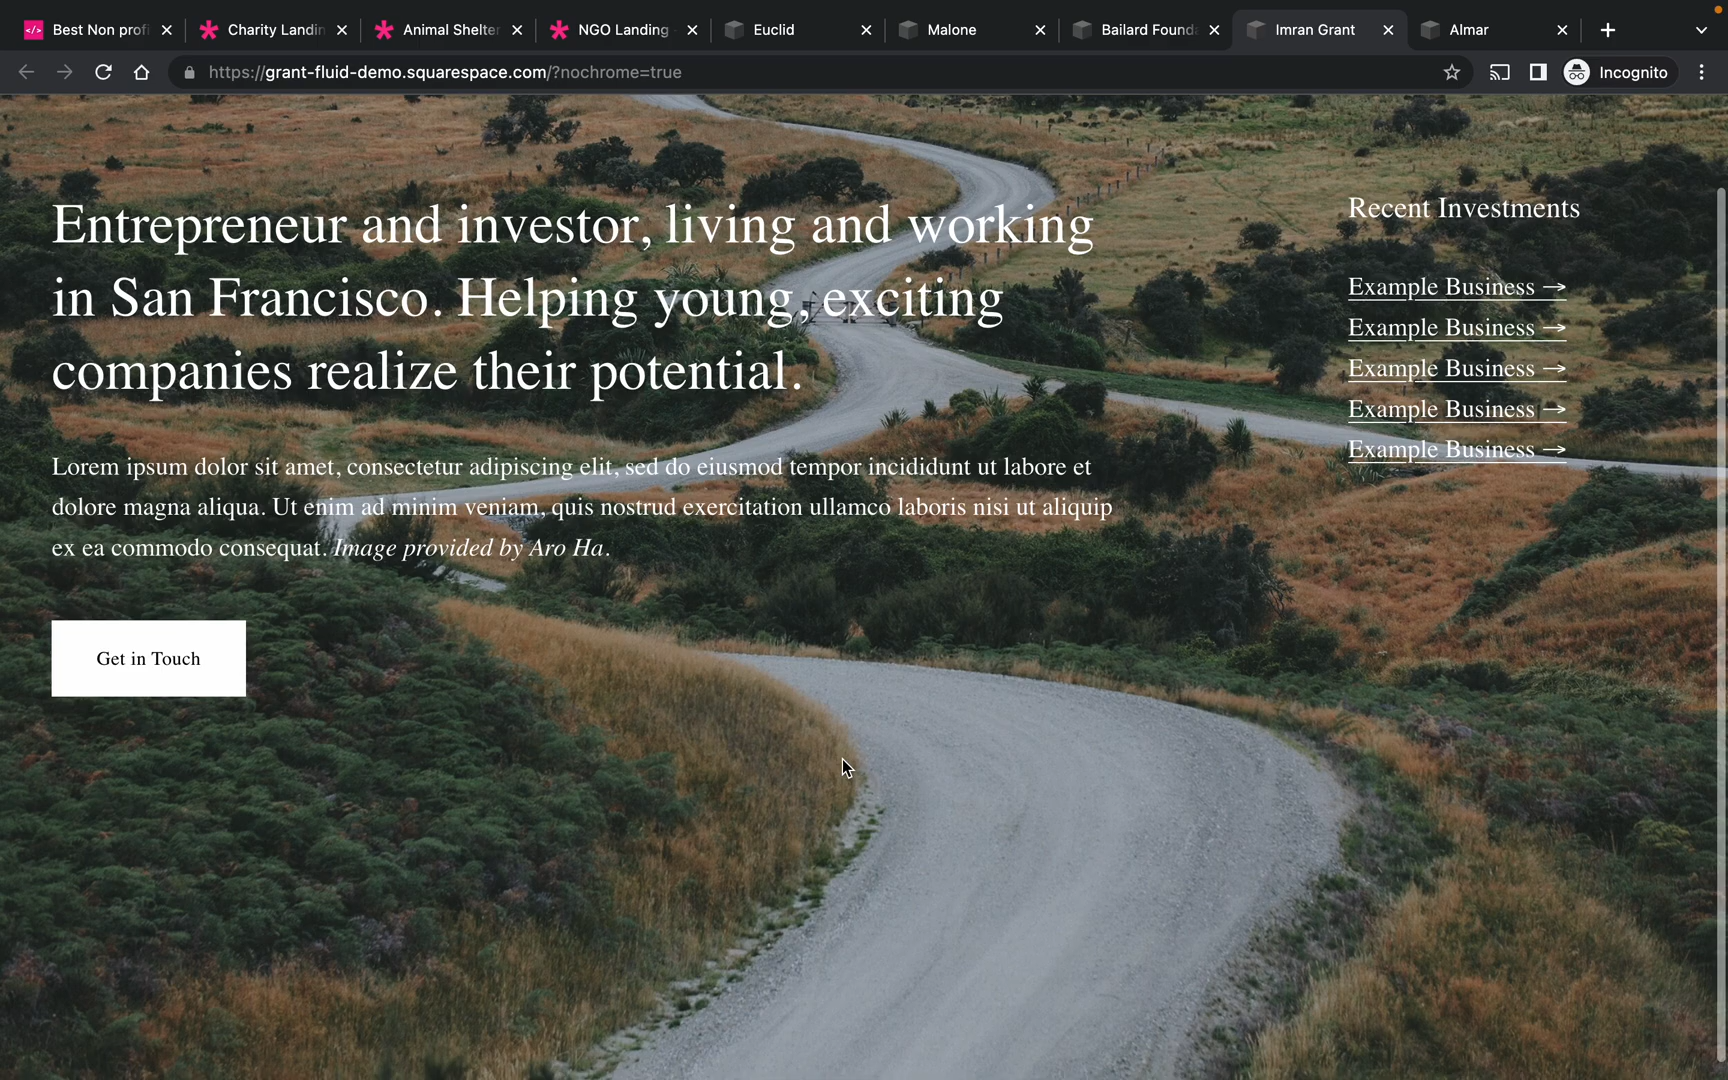 Best Non profi
Charity Landin
Animal Shelter
NGO Landing
Euclid
Malone
Bailard Founda
Imran Grant
Almar
https://grant-fluid-demo.squarespace.com/?nochrome=true
Incognito
Entrepreneur and investor, living and working
in San Francisco. Helping young, exciting
companies realize their potential.
Lorem ipsum dolor sit amet, consectetur adipiscing elit, sed do eiusmod tempor incididunt ut labore et
dolore magna aliqua. Ut enim ad minim veniam, quis nostrud exercitation ullamco laboris nisi ut aliquip
ex ea commodo consequat. Image provided by Aro Ha.
Get in Touch
Recent Investments
Example Business →
Example Business →
Example Business →
Example Business →
Example Business →